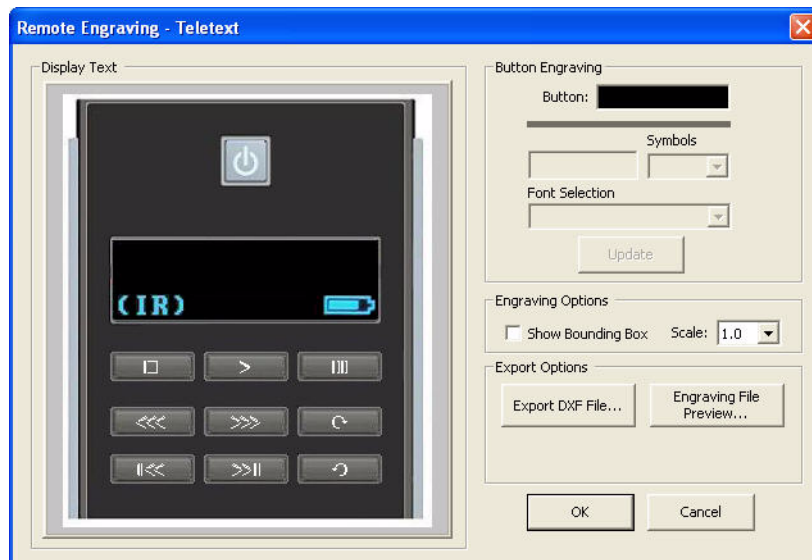 Remote Engraving - Teletext
Display Text
(IR)
>
<<<
>>>
<<
>>
Button Engraving
Button:
Symbols
Font Selection
Update
Engraving Options
Show Bounding Box
Scale:
1.0
Export Options
Export DXF File...
Engraving File
Preview...
OK
Cancel